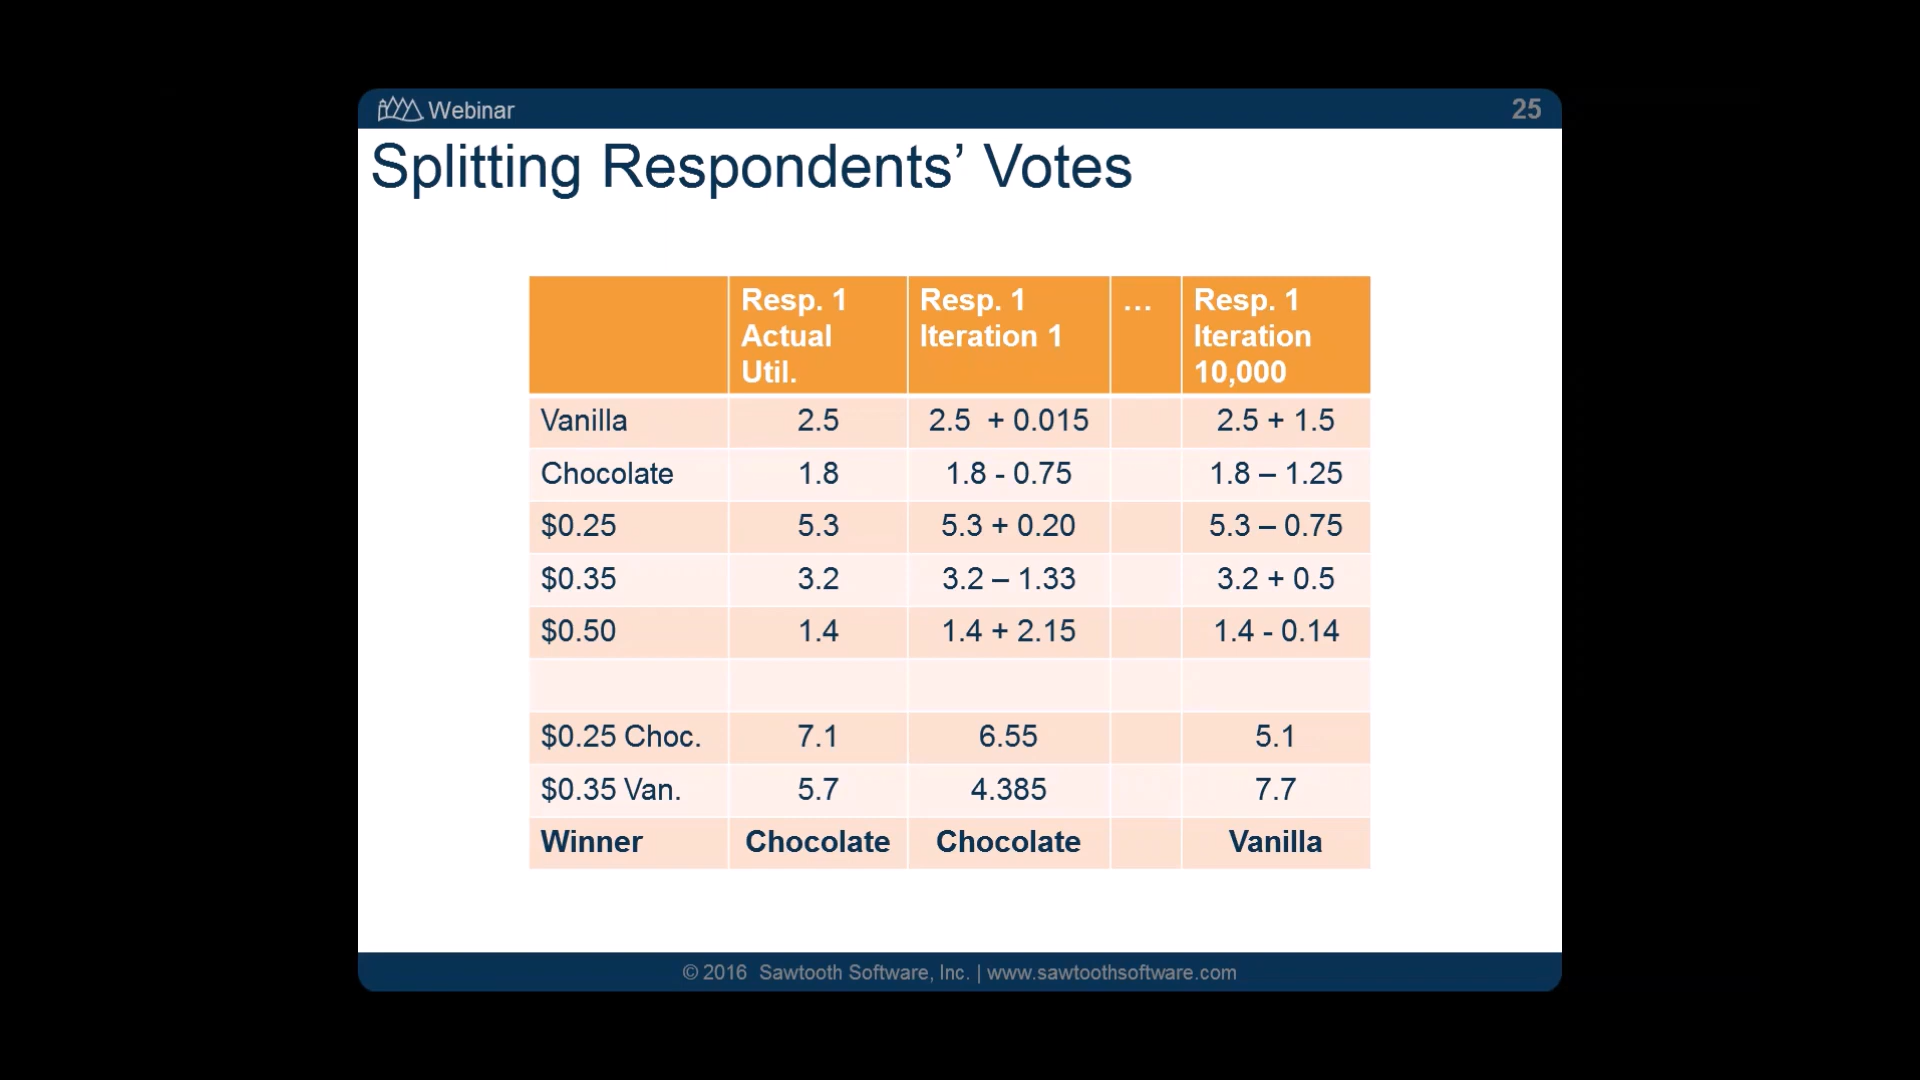 Webinar
25
Splitting Respondents’ Votes
Resp. 1 Resp. 1 … Resp. 1
Actual Iteration 1 Iteration
Util. 10,000
Vanilla 2.5 2.5 + 0.015 2.5 + 1.5
Chocolate 1.8 1.8 - 0.75 1.8 – 1.25
$0.25 5.3 5.3 + 0.20 5.3 – 0.75
$0.35 3.2 3.2 – 1.33 3.2 + 0.5
$0.50 1.4 1.4 + 2.15 1.4 - 0.14
$0.25 Choc. 7.1 6.55 5.1
$0.35 Van. 5.7 4.385 7.7
Winner Chocolate Chocolate Vanilla
© 2016 Sawtooth Software, Inc. | www.sawtoothsoftware.com